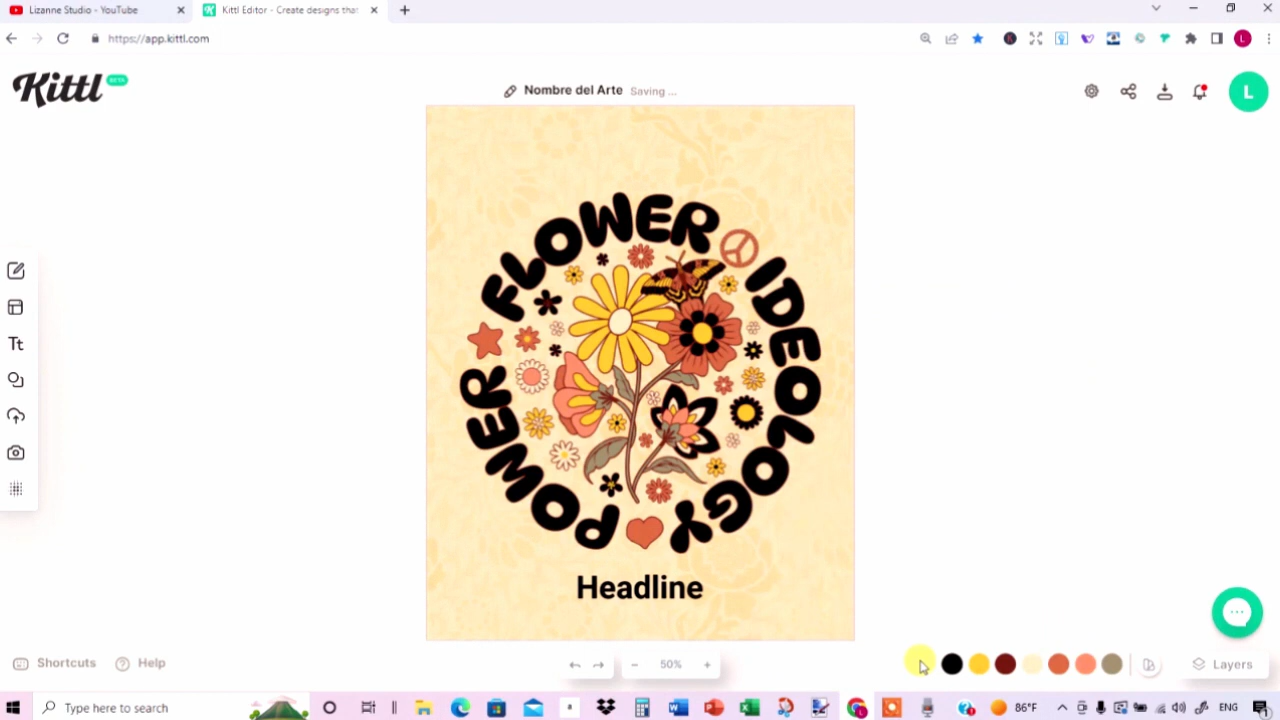 Lizanne Studio - YouTube
Kittl Editor - Create designs that
https://app.kittl.com
Kittl BETA
Nombre del Arte Saving ...
L
FLOWER
IDEOLOGY
POWER
Headline
Shortcuts Help
50%
Layers
Type here to search
86°F
ENG